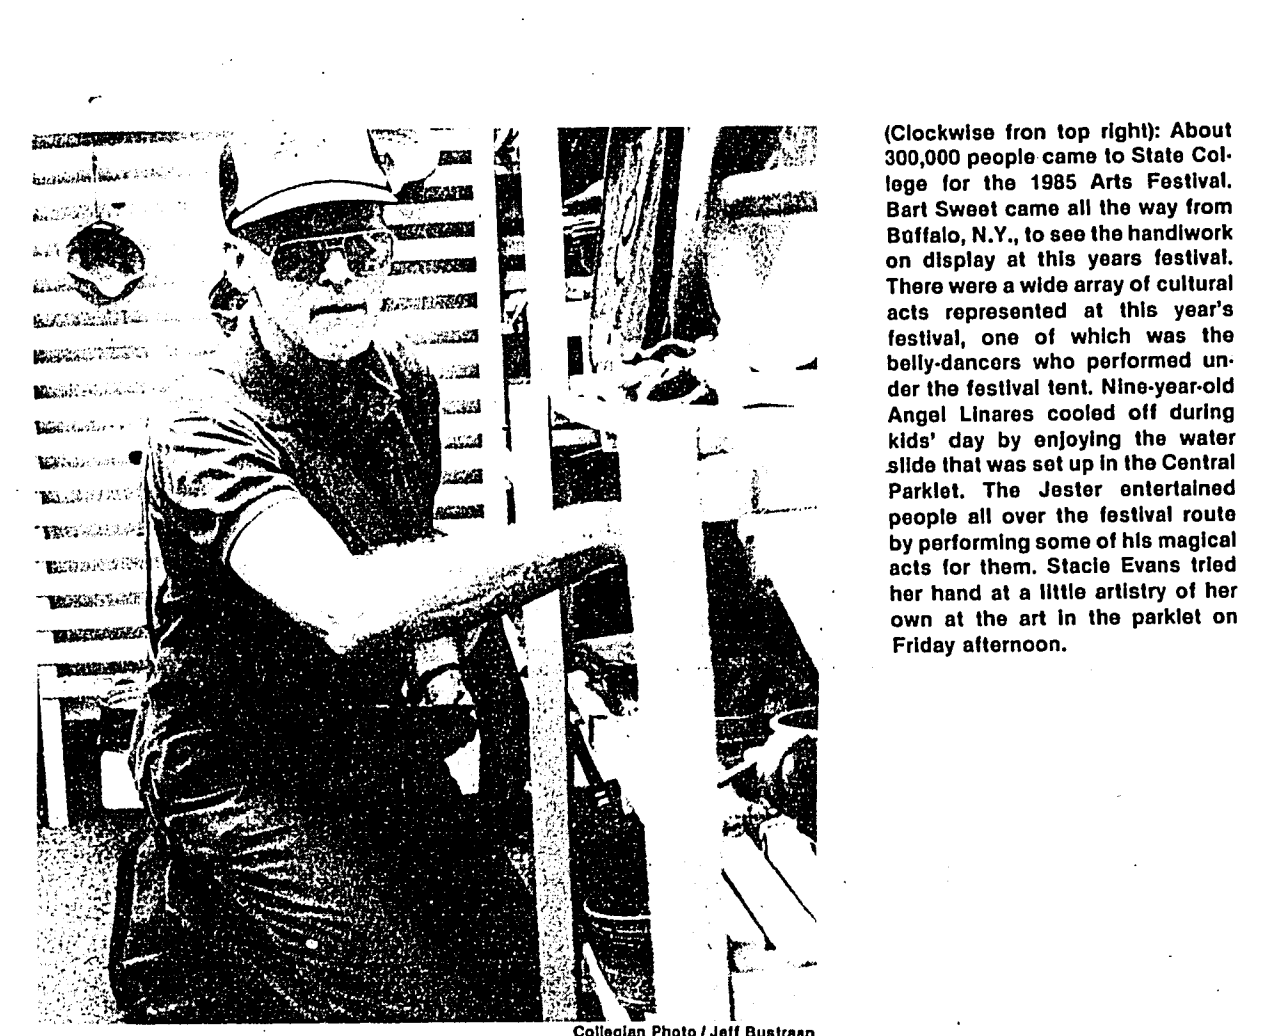 (Clockwise fron top right): About
300,000 people came to State Col-
lege for the 1985 Arts Festival.
Bart Sweet came all the way from
Buffalo, N.Y., to see the handiwork
on display at this years festival.
There were a wide array of cultural
acts represented at this year's
festival, one of which was the
belly-dancers who performed un-
der the festival tent. Nine-year-old
Angel Linares cooled off during
kids' day by enjoying the water
slide that was set up in the Central
Parklet. The Jester entertained
people all over the festival route
by performing some of his magical
acts for them. Stacie Evans tried
her hand at a little artistry of her
own at the art in the parklet on
Friday afternoon.
Collegian Photo / Jeff Bustraan